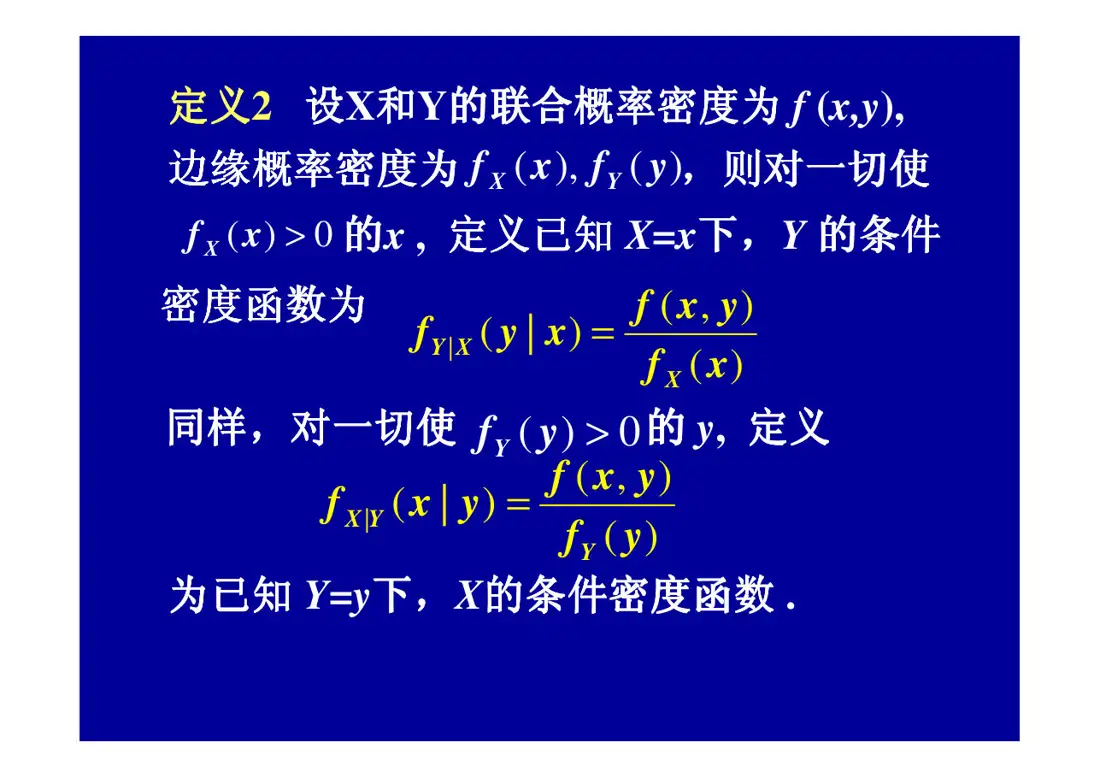 定义2 设X和Y的联合概率密度为 f (x,y),
边缘概率密度为 f_X(x), f_Y(y)，则对一切使
f_X(x) > 0 的x , 定义已知 X=x下，Y 的条件
密度函数为 f_{Y|X}(y | x) = \frac{f(x, y)}{f_X(x)}
同样，对一切使 f_Y(y) > 0 的 y, 定义
f_{X|Y}(x | y) = \frac{f(x, y)}{f_Y(y)}
为已知 Y=y下，X的条件密度函数 .